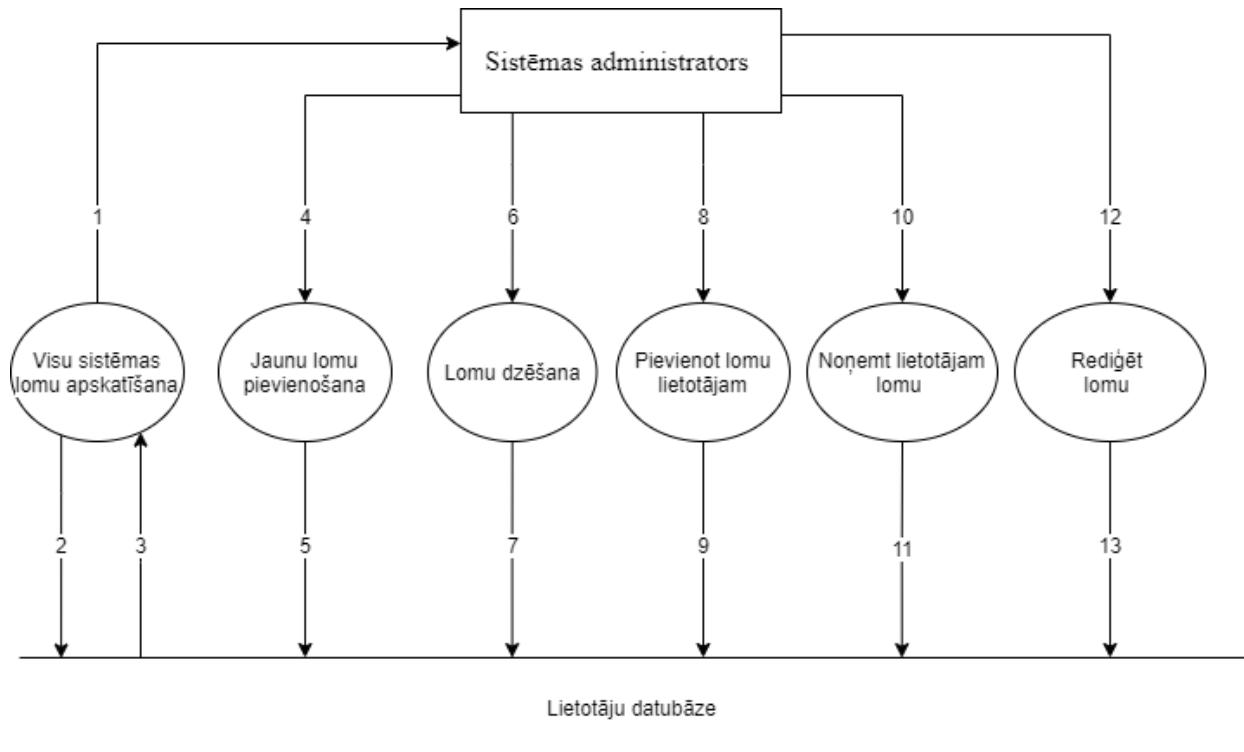 Sistēmas administrators
1
4
6
8
10
12
Visu sistēmas
lomu apskatīšana
Jaunu lomu
pievienošana
Lomu dzēšana
Pievienot lomu
lietotājam
Noņemt lietotājam
lomu
Rediģēt
lomu
2
3
5
7
9
11
13
Lietotāju datubāze